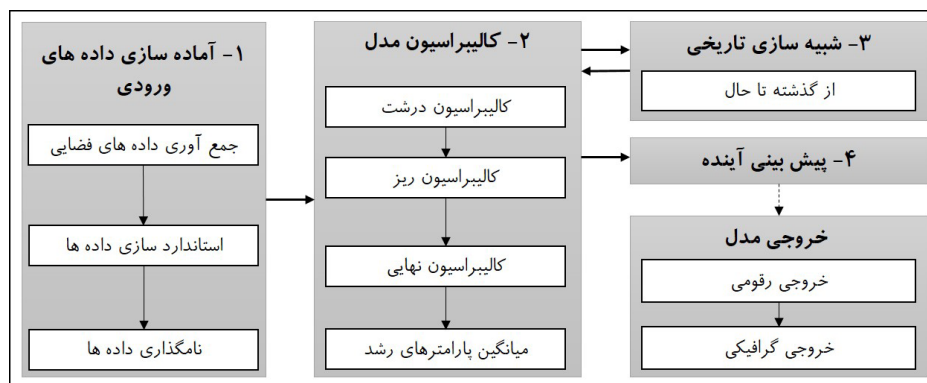 ۱- آماده سازی داده های
ورودی
جمع آوری داده های فضایی
استاندارد سازی داده ها
نامگذاری داده ها
۲- کالیبراسیون مدل
کالیبراسیون درشت
کالیبراسیون ریز
کالیبراسیون نهایی
میانگین پارامترهای رشد
۳- شبیه سازی تاریخی
از گذشته تا حال
۴- پیش بینی آینده
خروجی مدل
خروجی رقومی
خروجی گرافیکی